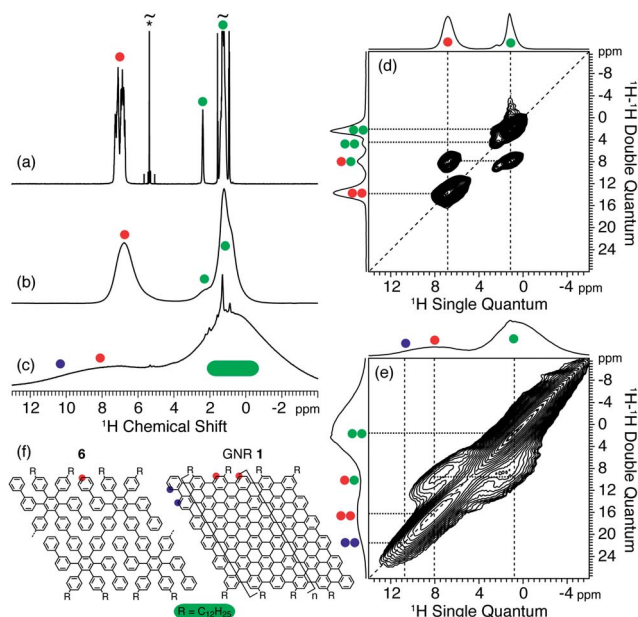 ~
~
*
(a)
(b)
(c)
12 10 8 6 4 2 0 -2 ppm
¹H Chemical Shift
(d)
ppm
-8
-4
0
4
8
12
16
20
24
¹H-¹H Double Quantum
12 8 4 0 -4 ppm
¹H Single Quantum
(e)
ppm
-8
-4
0
4
8
12
16
20
24
¹H-¹H Double Quantum
12 8 4 0 -4 ppm
¹H Single Quantum
(f)
6
GNR 1
R R R R R R
R R R R
n
R = C₁₂H₂₅